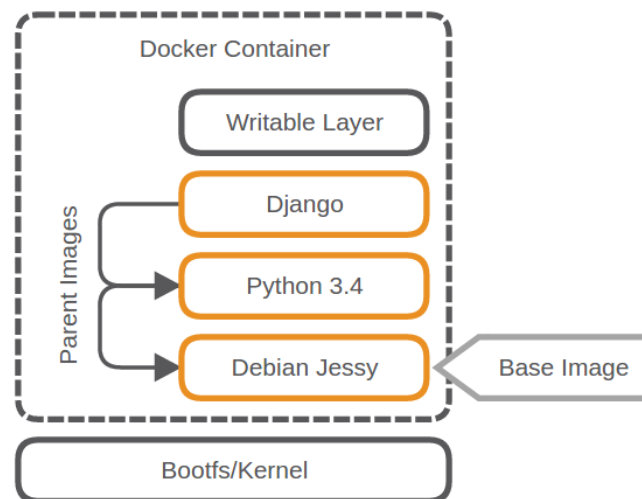 Docker Container
Writable Layer
Django
Parent Images
Python 3.4
Debian Jessy
Base Image
Bootfs/Kernel